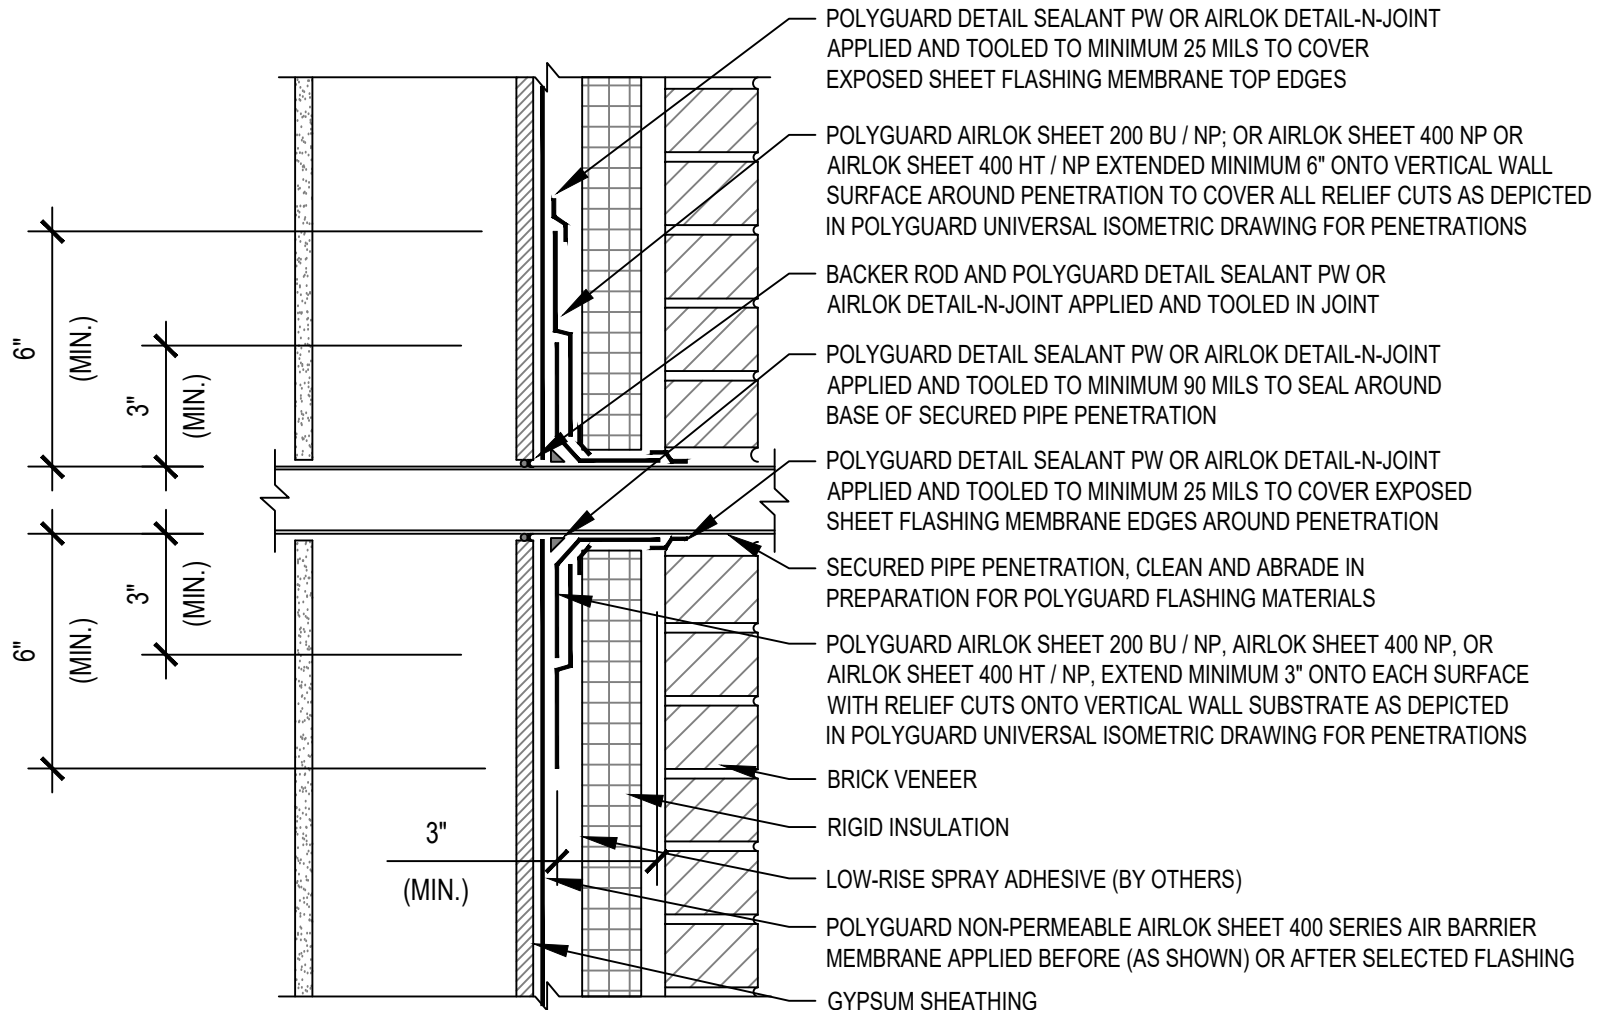 POLYGUARD DETAIL SEALANT PW OR AIRLOK DETAIL-N-JOINT
APPLIED AND TOOLED TO MINIMUM 25 MILS TO COVER
EXPOSED SHEET FLASHING MEMBRANE TOP EDGES
POLYGUARD AIRLOK SHEET 200 BU / NP; OR AIRLOK SHEET 400 NP OR
AIRLOK SHEET 400 HT / NP EXTENDED MINIMUM 6" ONTO VERTICAL WALL
SURFACE AROUND PENETRATION TO COVER ALL RELIEF CUTS AS DEPICTED
IN POLYGUARD UNIVERSAL ISOMETRIC DRAWING FOR PENETRATIONS
BACKER ROD AND POLYGUARD DETAIL SEALANT PW OR
AIRLOK DETAIL-N-JOINT APPLIED AND TOOLED IN JOINT
POLYGUARD DETAIL SEALANT PW OR AIRLOK DETAIL-N-JOINT
APPLIED AND TOOLED TO MINIMUM 90 MILS TO SEAL AROUND
BASE OF SECURED PIPE PENETRATION
POLYGUARD DETAIL SEALANT PW OR AIRLOK DETAIL-N-JOINT
APPLIED AND TOOLED TO MINIMUM 25 MILS TO COVER EXPOSED
SHEET FLASHING MEMBRANE EDGES AROUND PENETRATION
SECURED PIPE PENETRATION, CLEAN AND ABRADE IN
PREPARATION FOR POLYGUARD FLASHING MATERIALS
POLYGUARD AIRLOK SHEET 200 BU / NP, AIRLOK SHEET 400 NP, OR
AIRLOK SHEET 400 HT / NP, EXTEND MINIMUM 3" ONTO EACH SURFACE
WITH RELIEF CUTS ONTO VERTICAL WALL SUBSTRATE AS DEPICTED
IN POLYGUARD UNIVERSAL ISOMETRIC DRAWING FOR PENETRATIONS
BRICK VENEER
RIGID INSULATION
LOW-RISE SPRAY ADHESIVE (BY OTHERS)
POLYGUARD NON-PERMEABLE AIRLOK SHEET 400 SERIES AIR BARRIER
MEMBRANE APPLIED BEFORE (AS SHOWN) OR AFTER SELECTED FLASHING
GYPSUM SHEATHING
6"
(MIN.)
3"
(MIN.)
3"
(MIN.)
6"
(MIN.)
3"
(MIN.)